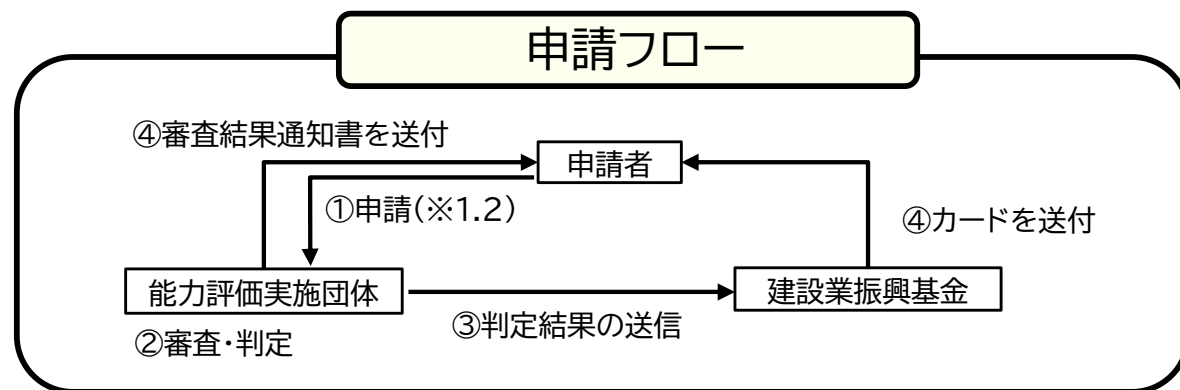 申請フロー
④審査結果通知書を送付
申請者
①申請(※1.2)
④カードを送付
能力評価実施団体
建設業振興基金
③判定結果の送信
②審査・判定